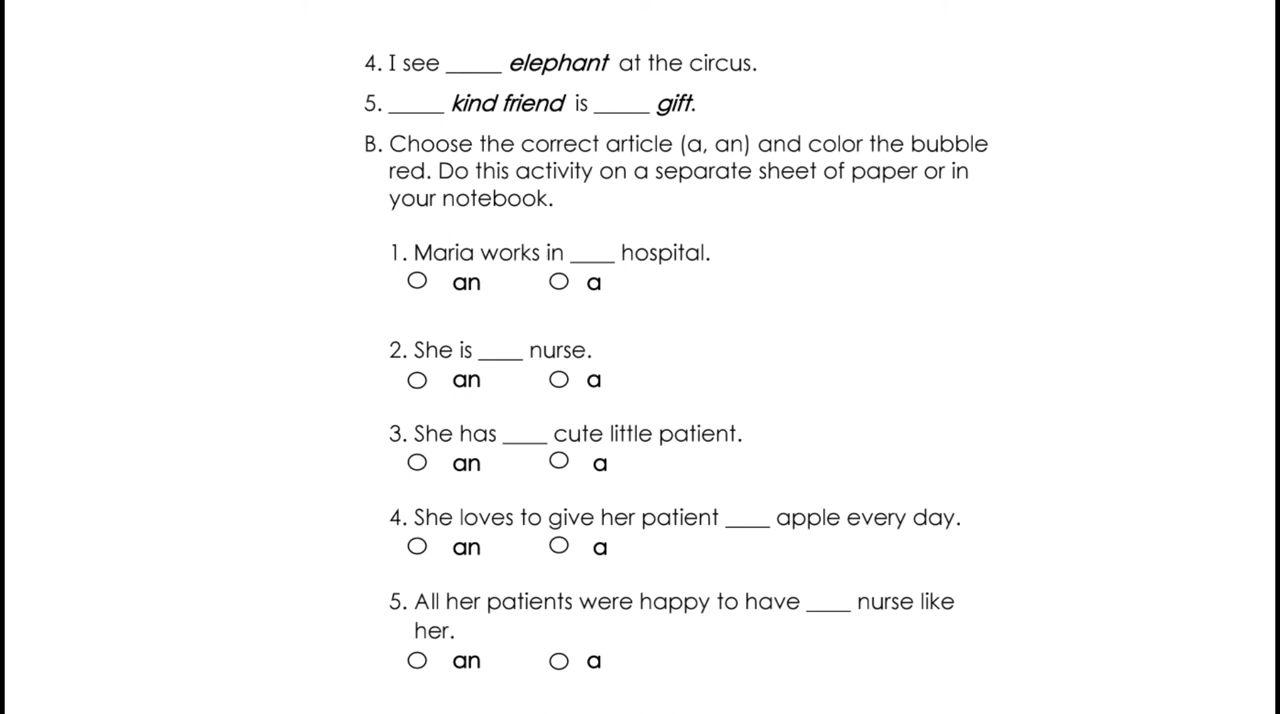 4. I see _____ elephant at the circus.
5. _____ kind friend is _____ gift.
B. Choose the correct article (a, an) and color the bubble
red. Do this activity on a separate sheet of paper or in
your notebook.
1. Maria works in ____ hospital.
an a
2. She is ____ nurse.
an a
3. She has ____ cute little patient.
an a
4. She loves to give her patient ____ apple every day.
an a
5. All her patients were happy to have ____ nurse like
her.
an a